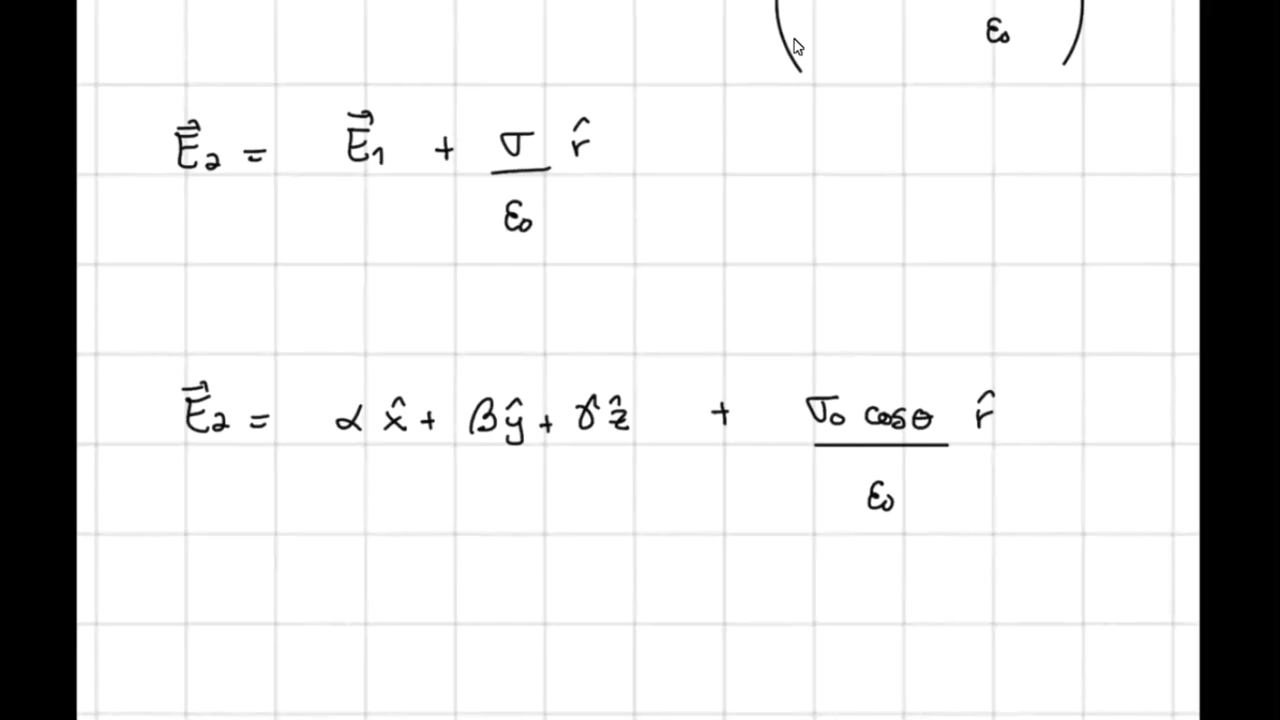 ε₀
E⃗₂ = E⃗₁ + σ/ε₀ r̂
E⃗₂ = α x̂ + β ŷ + γ ẑ + σ₀ cosθ/ε₀ r̂